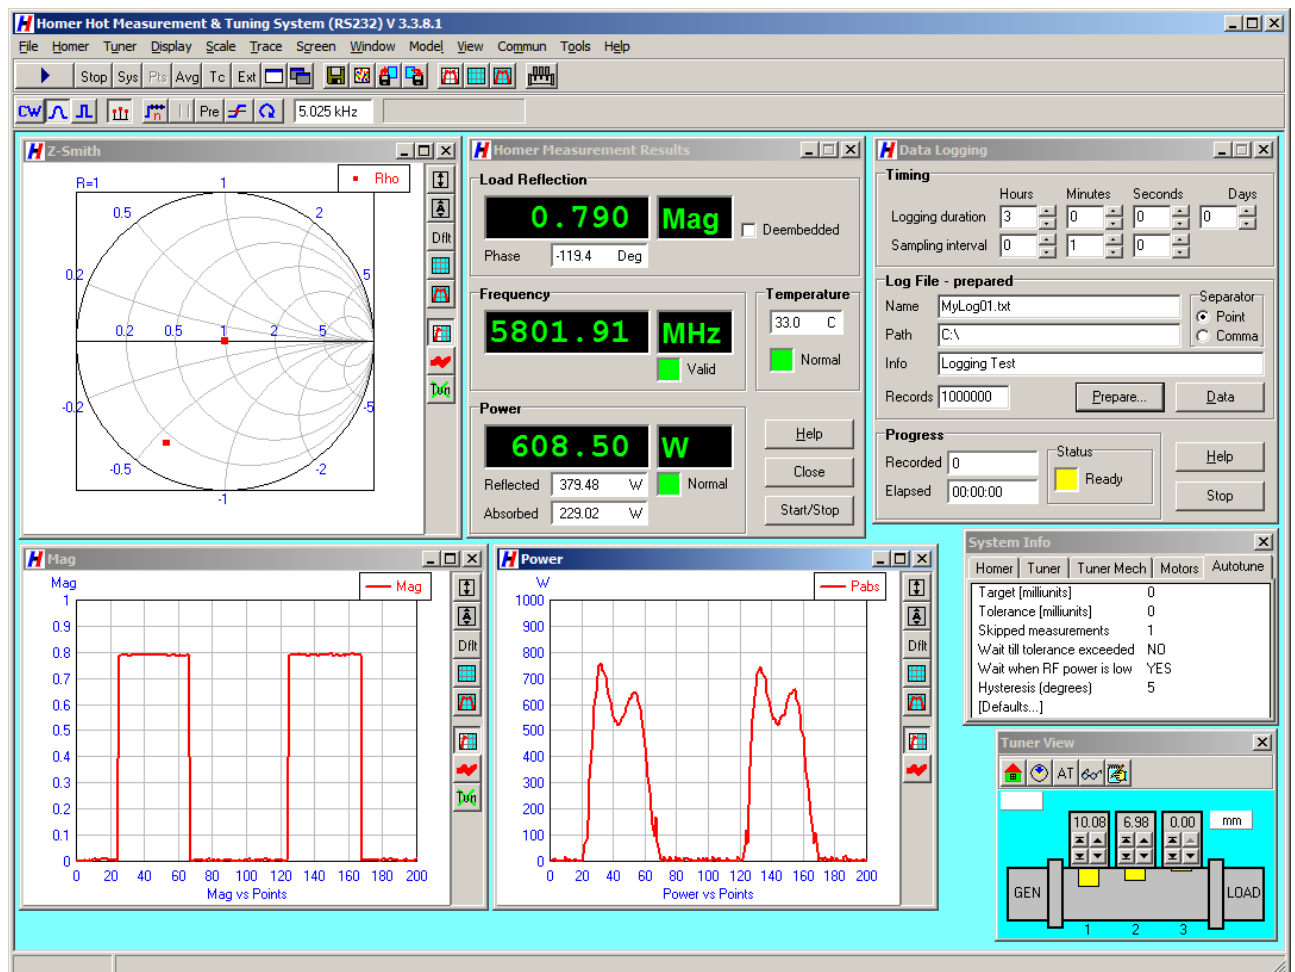 Homer Hot Measurement & Tuning System (RS232) V 3.3.8.1
File Homer Tuner Display Scale Trace Screen Window Model View Commun Tools Help
Stop Sys Pts Avg Tc Ext
CW n Pre 5.025 kHz
Z-Smith
Rho
R=1
1
0.5 2
0.2 5
0.2 0.5 1 2 5
-0.2 -5
-0.5 -2
-1
Dflt
Tun
Homer Measurement Results
Load Reflection
0.790 Mag
Deembedded
Phase -119.4 Deg
Frequency
5801.91 MHz
Valid
Temperature
33.0 C
Normal
Power
608.50 W
Reflected 379.48 W Normal
Absorbed 229.02 W
Help
Close
Start/Stop
Data Logging
Timing
Hours Minutes Seconds Days
Logging duration 3 0 0 0
Sampling interval 0 1 0
Log File - prepared
Name MyLog01.txt
Path C:\
Info Logging Test
Separator
Point
Comma
Records 1000000 Prepare... Data
Progress
Recorded 0
Elapsed 00:00:00
Status
Ready
Help
Stop
Mag
Mag
Mag
1
0.9
0.8
0.7
0.6
0.5
0.4
0.3
0.2
0.1
0
0 20 40 60 80 100 120 140 160 180 200
Mag vs Points
Dflt
Tun
Power
W
Pabs
1000
900
800
700
600
500
400
300
200
100
0
0 20 40 60 80 100 120 140 160 180 200
Power vs Points
Dflt
System Info
Homer Tuner Tuner Mech Motors Autotune
Target [milliunits] 0
Tolerance [milliunits] 0
Skipped measurements 1
Wait till tolerance exceeded NO
Wait when RF power is low YES
Hysteresis [degrees] 5
[Defaults...]
Tuner View
AT
10.08 6.98 0.00 mm
GEN LOAD
1 2 3